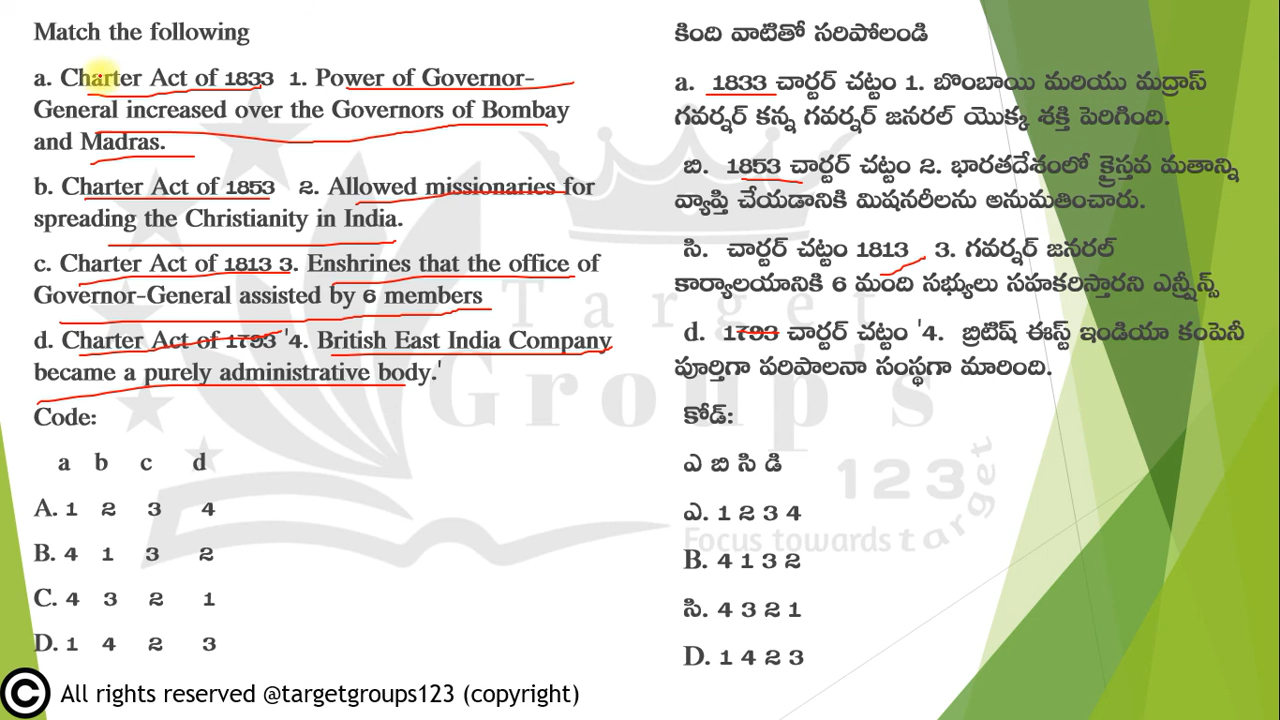 Match the following
a. Charter Act of 1833 1. Power of Governor-
General increased over the Governors of Bombay
and Madras.
b. Charter Act of 1853 2. Allowed missionaries for
spreading the Christianity in India.
c. Charter Act of 1813 3. Enshrines that the office of
Governor-General assisted by 6 members
d. Charter Act of 1793 '4. British East India Company
became a purely administrative body.'
Code:
a b c d
A. 1 2 3 4
B. 4 1 3 2
C. 4 3 2 1
D. 1 4 2 3
కింది వాటితో సరిపోలండి
a. 1833 చార్టర్ చట్టం 1. బొంబాయి మరియు మద్రాస్
గవర్నర్ కన్న గవర్నర్ జనరల్ యొక్క శక్తి పెరిగింది.
బి. 1853 చార్టర్ చట్టం 2. భారతదేశంలో క్రైస్తవ మతాన్ని
వ్యాప్తి చేయడానికి మిషనరీలను అనుమతించారు.
సి. చార్టర్ చట్టం 1813 3. గవర్నర్ జనరల్
కార్యాలయానికి 6 మంది సభ్యులు సహకరిస్తారని ఎన్ష్రీన్స్
d. 1793 చార్టర్ చట్టం '4. బ్రిటిష్ ఈస్ట్ ఇండియా కంపెనీ
పూర్తిగా పరిపాలనా సంస్థగా మారింది.
కోడ్:
ఎ బి సి డి
ఎ. 1 2 3 4
B. 4 1 3 2
సి. 4 3 2 1
D. 1 4 2 3
Target
Groups
123
Focus towards target
© All rights reserved @targetgroups123 (copyright)